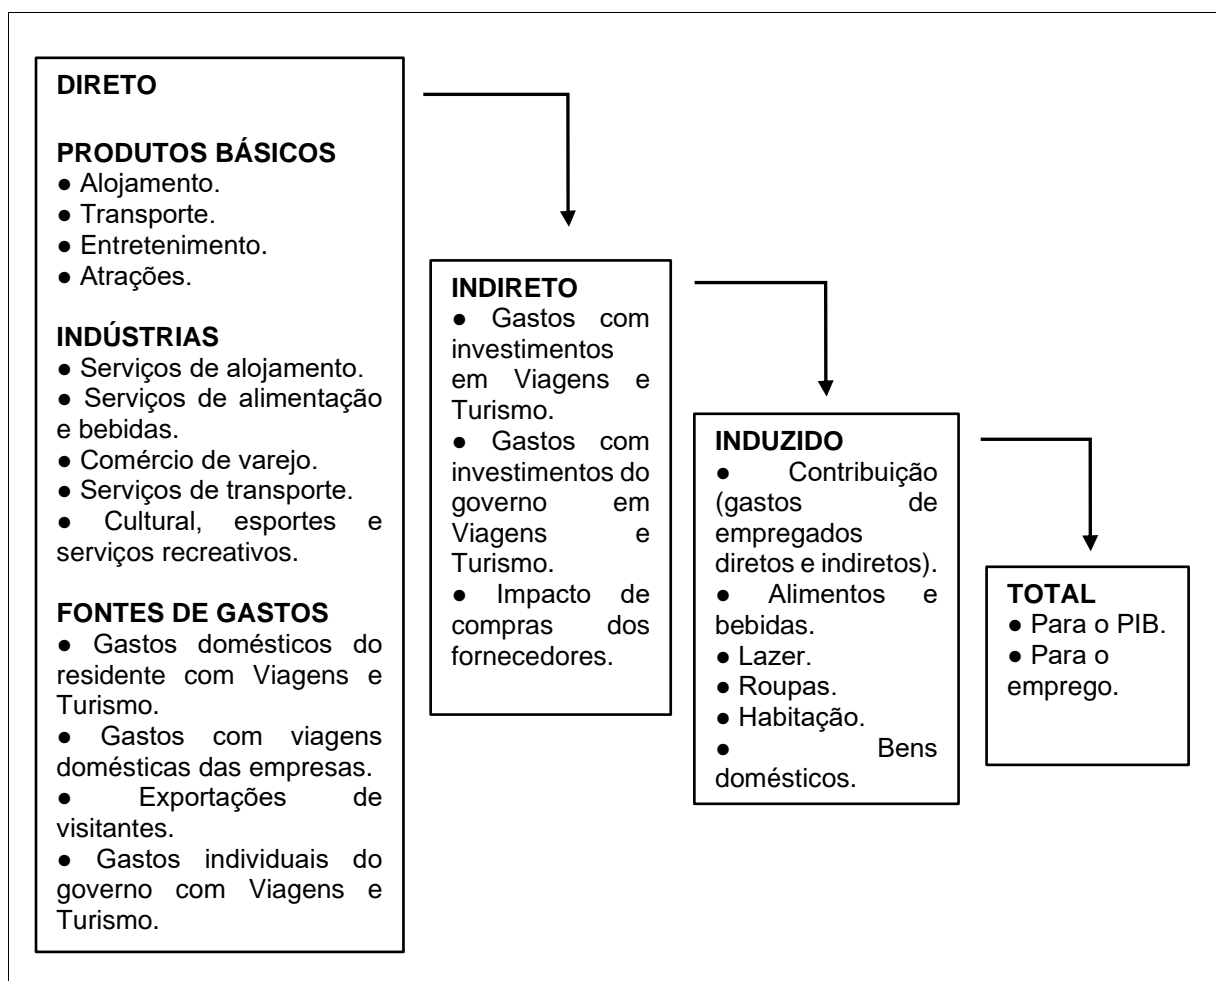 DIRETO
PRODUTOS BÁSICOS
● Alojamento.
● Transporte.
● Entretenimento.
● Atrações.
INDÚSTRIAS
● Serviços de alojamento.
● Serviços de alimentação
e bebidas.
● Comércio de varejo.
● Serviços de transporte.
● Cultural, esportes e
serviços recreativos.
FONTES DE GASTOS
● Gastos domésticos do
residente com Viagens e
Turismo.
● Gastos com viagens
domésticas das empresas.
● Exportações de
visitantes.
● Gastos individuais do
governo com Viagens e
Turismo.
INDIRETO
● Gastos com
investimentos
em Viagens e
Turismo.
● Gastos com
investimentos do
governo em
Viagens e
Turismo.
● Impacto de
compras dos
fornecedores.
INDUZIDO
● Contribuição
(gastos de
empregados
diretos e indiretos).
● Alimentos e
bebidas.
● Lazer.
● Roupas.
● Habitação.
● Bens
domésticos.
TOTAL
● Para o PIB.
● Para o
emprego.